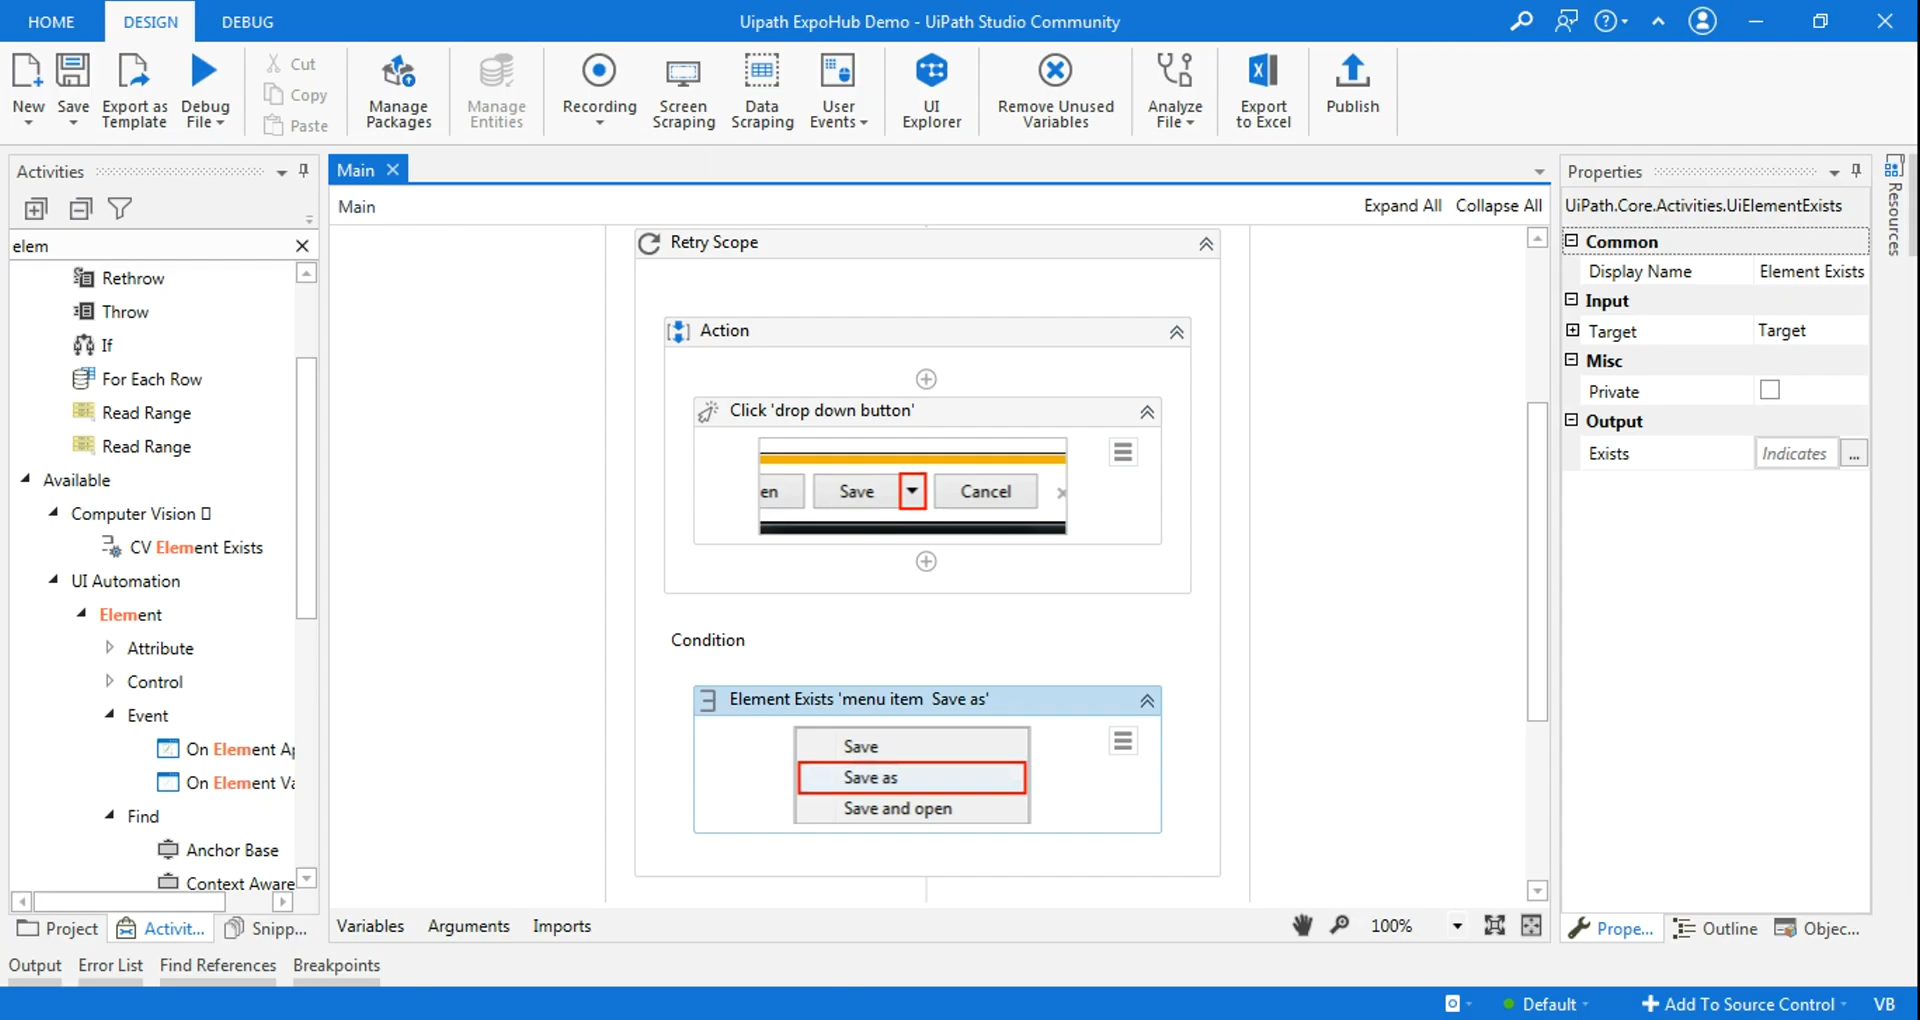 HOME DESIGN DEBUG Uipath ExpoHub Demo - UiPath Studio Community
New Save Export as Template Debug File
Cut
Copy
Paste
Manage Packages
Manage Entities
Recording
Screen Scraping
Data Scraping
User Events
UI Explorer
Remove Unused Variables
Analyze File
Export to Excel
Publish
Activities
elem
Rethrow
Throw
If
For Each Row
Read Range
Read Range
Available
Computer Vision
CV Element Exists
UI Automation
Element
Attribute
Control
Event
On Element Ap
On Element Va
Find
Anchor Base
Context Aware
Project Activit... Snipp...
Main
Main Expand All Collapse All
Retry Scope
Action
Click 'drop down button'
en Save Cancel
Condition
Element Exists 'menu item  Save as'
Save
Save as
Save and open
Variables Arguments Imports 100%
Properties
UiPath.Core.Activities.UiElementExists
Common
Display Name Element Exists
Input
Target Target
Misc
Private
Output
Exists Indicates ...
Prope... Outline Objec...
Resources
Output Error List Find References Breakpoints
Default Add To Source Control VB